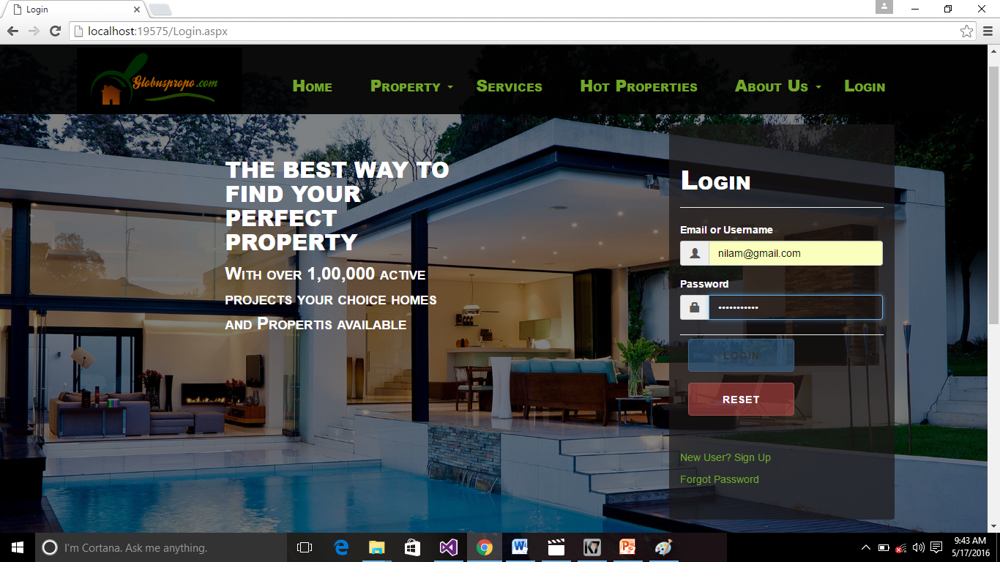 Login
localhost:19575/Login.aspx
Globuspropo.com
Home Property Services Hot Properties About Us Login
THE BEST WAY TO
FIND YOUR
PERFECT
PROPERTY
With over 1,00,000 active
projects your choice homes
and Propertis available
Login
Email or Username
nilam@gmail.com
Password
•••••••••••
LOGIN
RESET
New User? Sign Up
Forgot Password
I'm Cortana. Ask me anything.
9:43 AM
5/17/2016